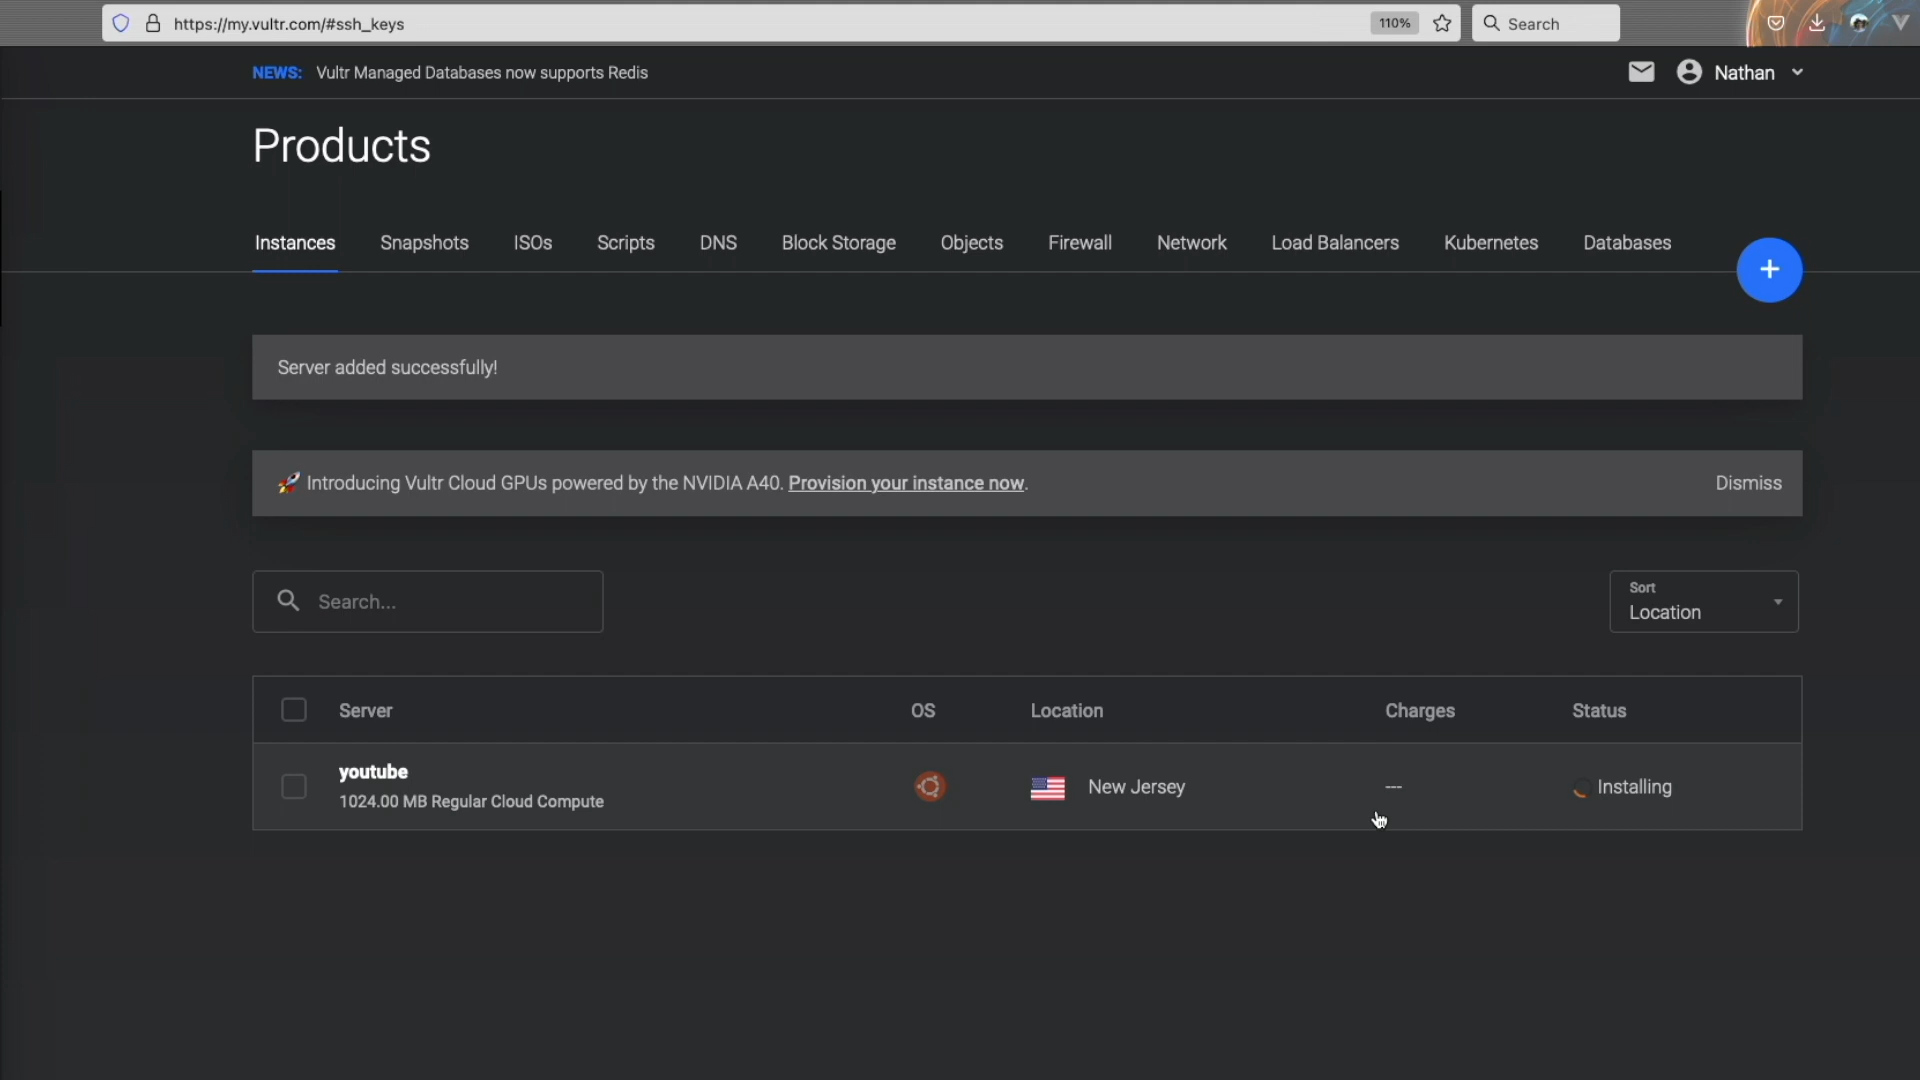 https://my.vultr.com/#ssh_keys
110%
Search
NEWS: Vultr Managed Databases now supports Redis
Nathan
Products
Instances Snapshots ISOs Scripts DNS Block Storage Objects Firewall Network Load Balancers Kubernetes Databases
+
Server added successfully!
Introducing Vultr Cloud GPUs powered by the NVIDIA A40. Provision your instance now. Dismiss
Search...
Sort
Location
Server OS Location Charges Status
youtube
1024.00 MB Regular Cloud Compute
New Jersey --- Installing